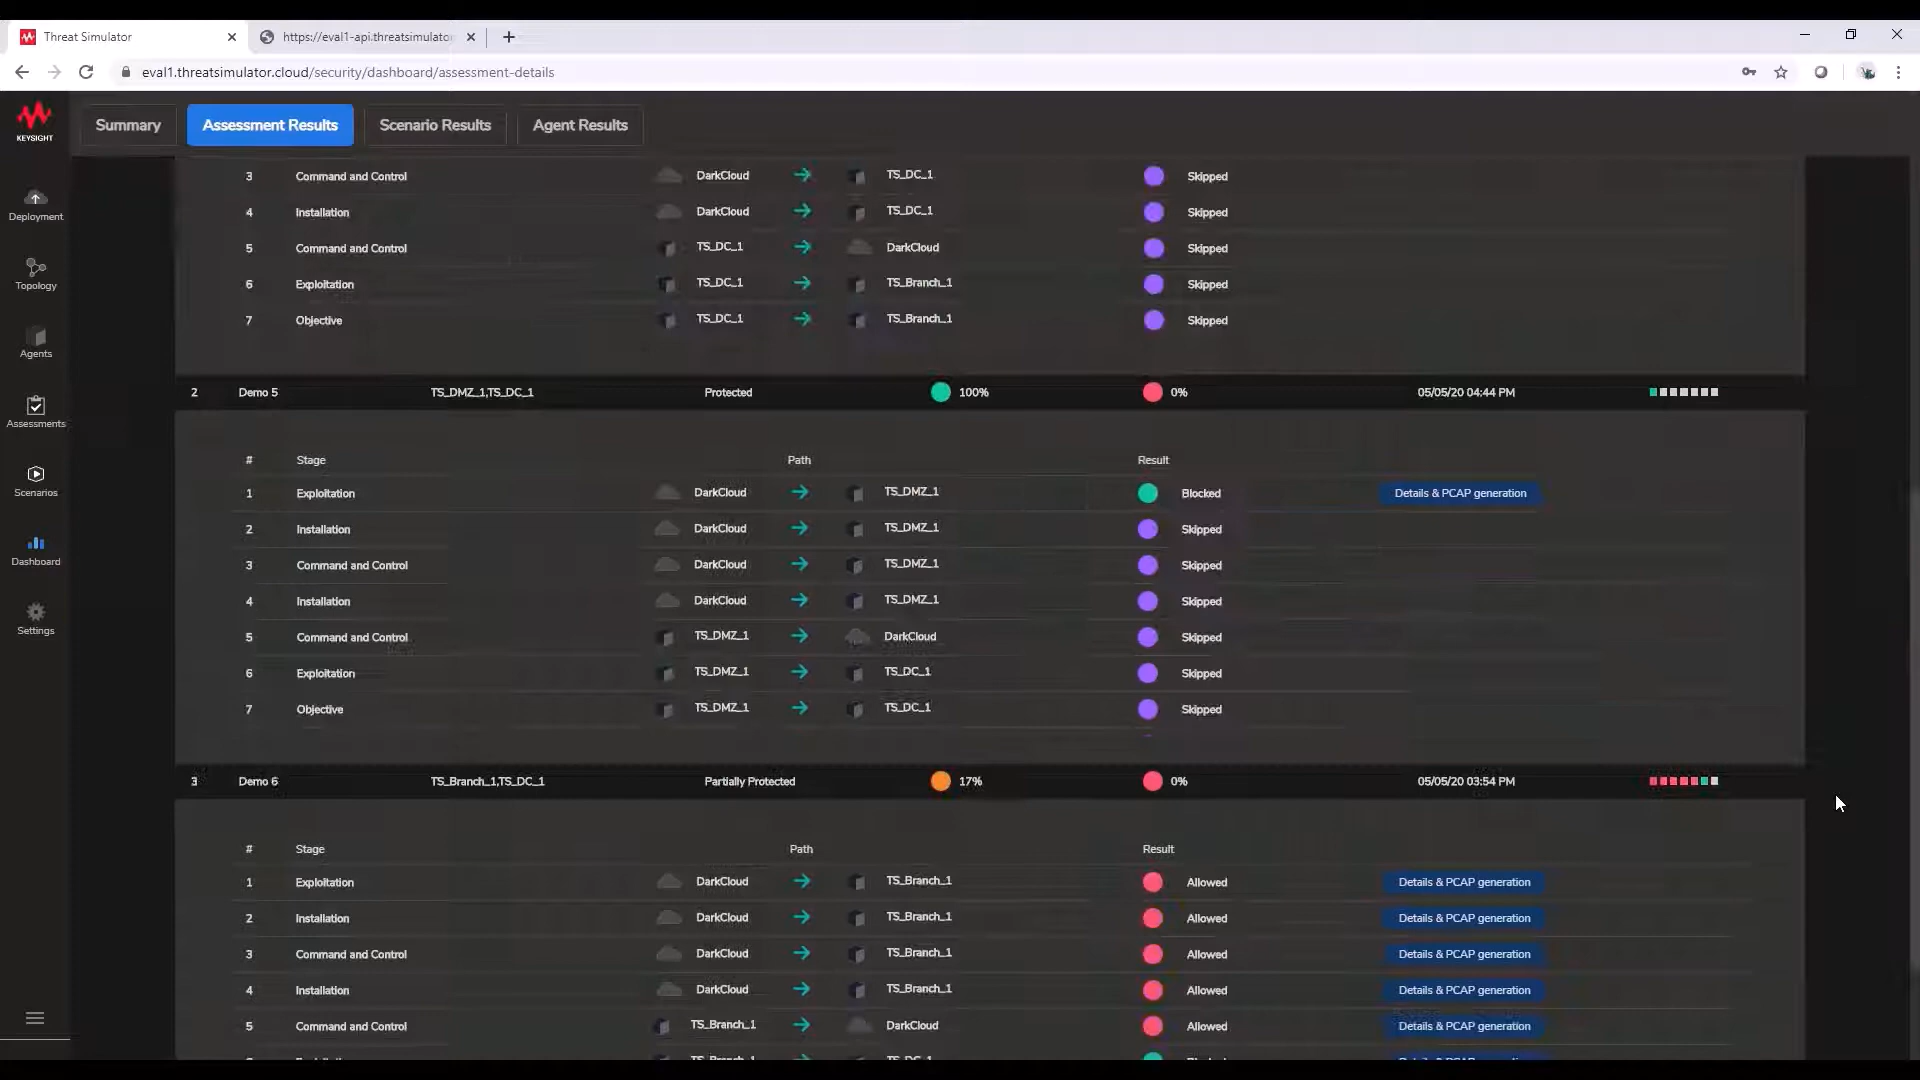 Threat Simulator
https://eval1-api.threatsimulator
eval1.threatsimulator.cloud/security/dashboard/assessment-details
KEYSIGHT
Summary
Assessment Results
Scenario Results
Agent Results
Deployment
Topology
Agents
Assessments
Scenarios
Dashboard
Settings
3 Command and Control DarkCloud → TS_DC_1 Skipped
4 Installation DarkCloud → TS_DC_1 Skipped
5 Command and Control TS_DC_1 → DarkCloud Skipped
6 Exploitation TS_DC_1 → TS_Branch_1 Skipped
7 Objective TS_DC_1 → TS_Branch_1 Skipped
2 Demo 5 TS_DMZ_1,TS_DC_1 Protected 100% 0% 05/05/20 04:44 PM
# Stage Path Result
1 Exploitation DarkCloud → TS_DMZ_1 Blocked Details & PCAP generation
2 Installation DarkCloud → TS_DMZ_1 Skipped
3 Command and Control DarkCloud → TS_DMZ_1 Skipped
4 Installation DarkCloud → TS_DMZ_1 Skipped
5 Command and Control TS_DMZ_1 → DarkCloud Skipped
6 Exploitation TS_DMZ_1 → TS_DC_1 Skipped
7 Objective TS_DMZ_1 → TS_DC_1 Skipped
3 Demo 6 TS_Branch_1,TS_DC_1 Partially Protected 17% 0% 05/05/20 03:54 PM
# Stage Path Result
1 Exploitation DarkCloud → TS_Branch_1 Allowed Details & PCAP generation
2 Installation DarkCloud → TS_Branch_1 Allowed Details & PCAP generation
3 Command and Control DarkCloud → TS_Branch_1 Allowed Details & PCAP generation
4 Installation DarkCloud → TS_Branch_1 Allowed Details & PCAP generation
5 Command and Control TS_Branch_1 → DarkCloud Allowed Details & PCAP generation